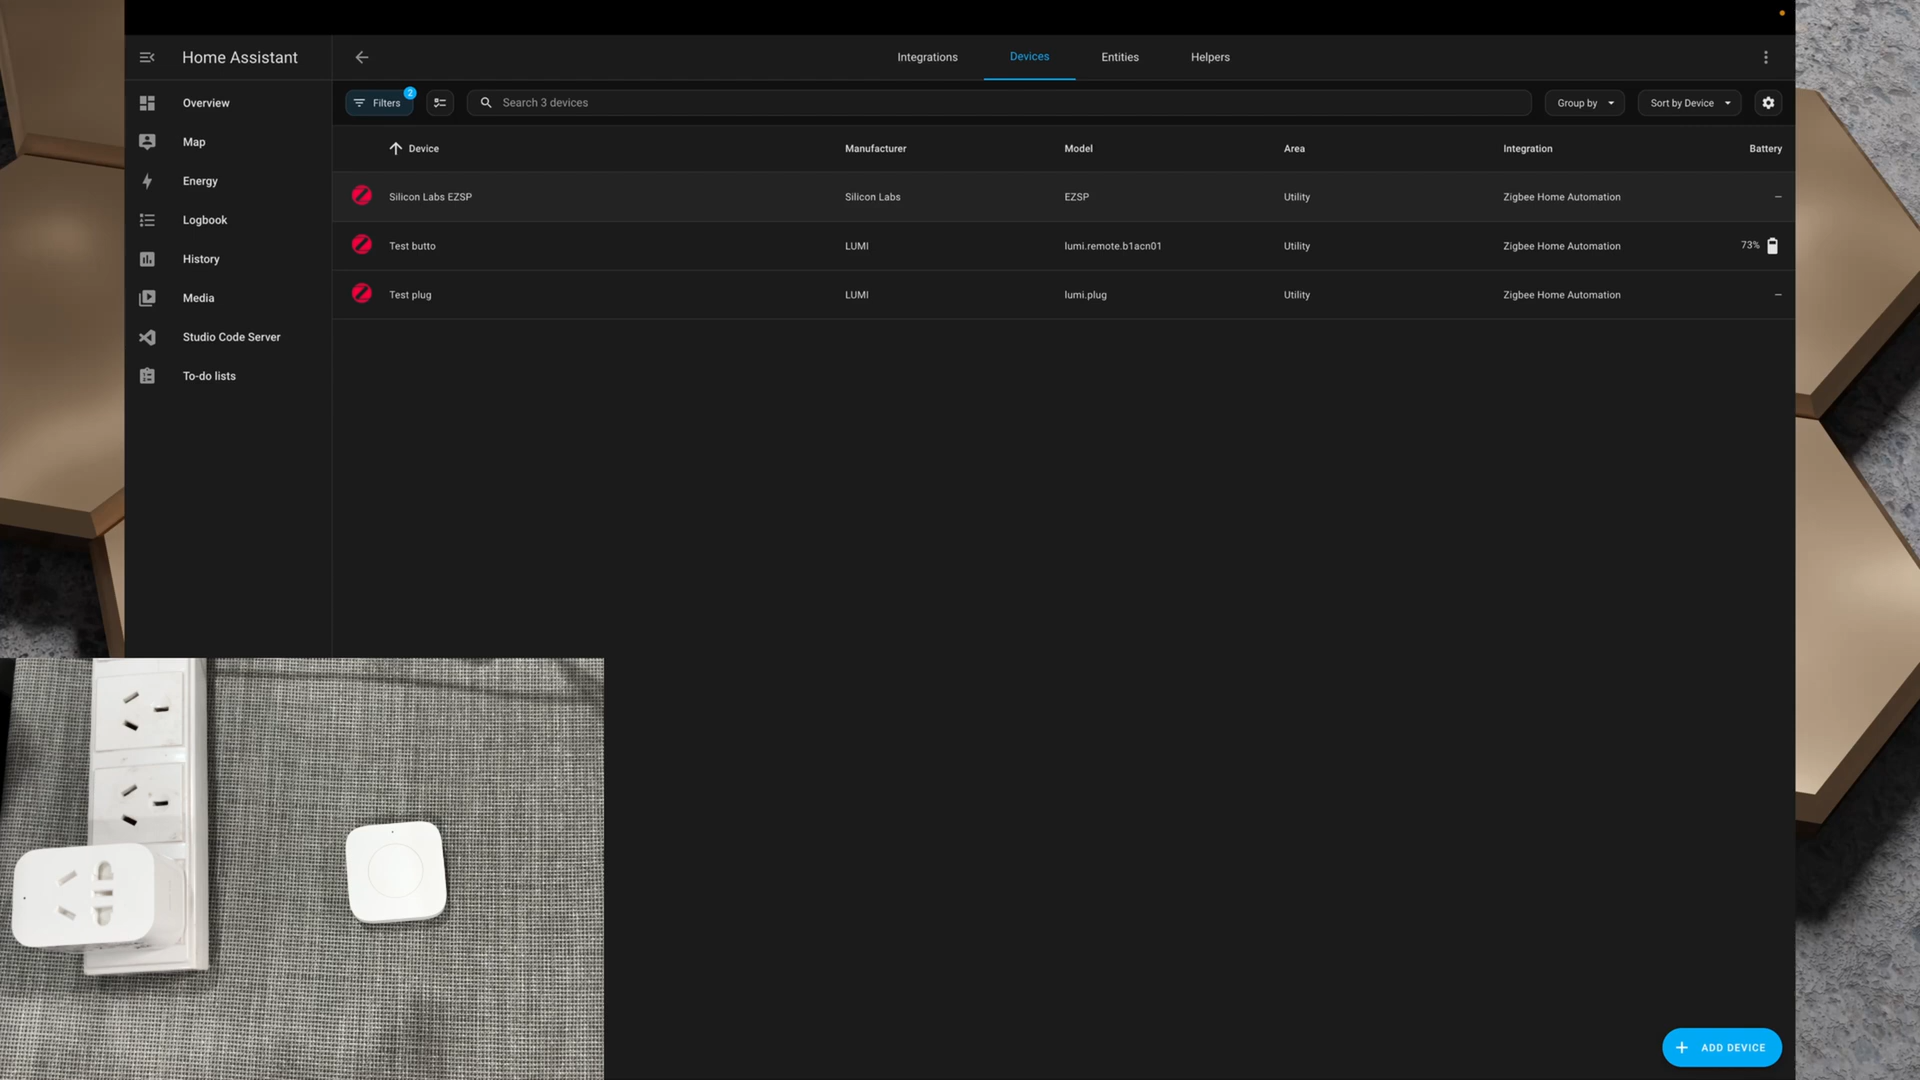 Home Assistant
Integrations
Devices
Entities
Helpers
Overview
Map
Energy
Logbook
History
Media
Studio Code Server
To-do lists
Filters
2
Search 3 devices
Group by
Sort by Device
Device Manufacturer Model Area Integration Battery
Silicon Labs EZSP Silicon Labs EZSP Utility Zigbee Home Automation –
Test butto LUMI lumi.remote.b1acn01 Utility Zigbee Home Automation 73%
Test plug LUMI lumi.plug Utility Zigbee Home Automation –
ADD DEVICE